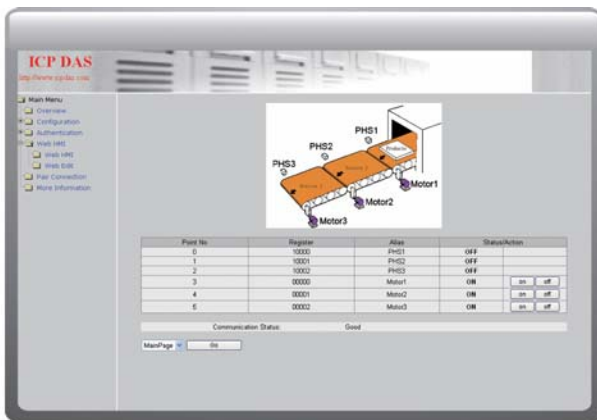 ICP DAS
http://www.icpdas.com
Main Menu
Overview
Configuration
Authentication
Web HMI
Web HMI
Web Edit
Pair Connection
More Information
PHS1
PHS2
PHS3
Products
Motor1
Motor2
Motor3
Point No Register Alias Status/Action
0 10000 PHS1 OFF
1 10001 PHS2 OFF
2 10002 PHS3 OFF
3 00000 Motor1 ON on off
4 00001 Motor2 ON on off
5 00002 Motor3 ON on off
Communication Status: Good
MainPage Go